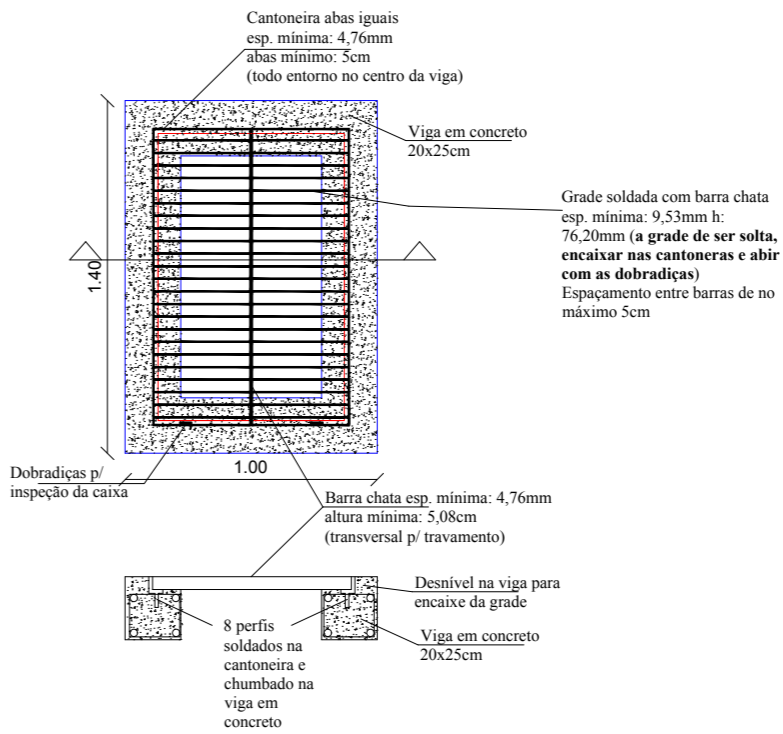 Cantoneira abas iguais
esp. mínima: 4,76mm
abas mínimo: 5cm
(todo entorno no centro da viga)
Viga em concreto
20x25cm
Grade soldada com barra chata
esp. mínima: 9,53mm h:
76,20mm (a grade de ser solta,
encaixar nas cantoneras e abir
com as dobradiças)
Espaçamento entre barras de no
máximo 5cm
1.40
1.00
Dobradiças p/
inspeção da caixa
Barra chata esp. mínima: 4,76mm
altura mínima: 5,08cm
(transversal p/ travamento)
Desnível na viga para
encaixe da grade
8 perfis
soldados na
cantoneira e
chumbado na
viga em
concreto
Viga em concreto
20x25cm